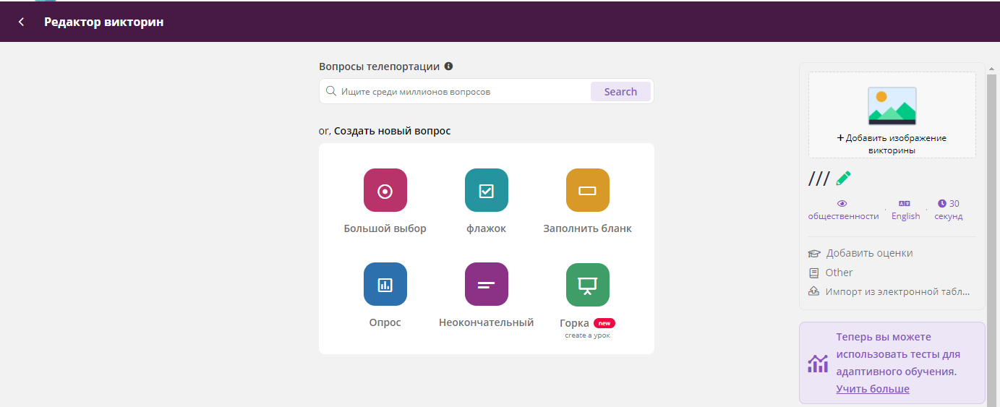 Редактор викторин
Вопросы телепортации
Ищите среди миллионов вопросов
Search
or, Создать новый вопрос
Большой выбор
флажок
Заполнить бланк
Опрос
Неокончательный
Горка new
create a урок
+ Добавить изображение
викторины
///
общественности
English
30
секунд
Добавить оценки
Other
Импорт из электронной табл...
Теперь вы можете
использовать тесты для
адаптивного обучения.
Учить больше